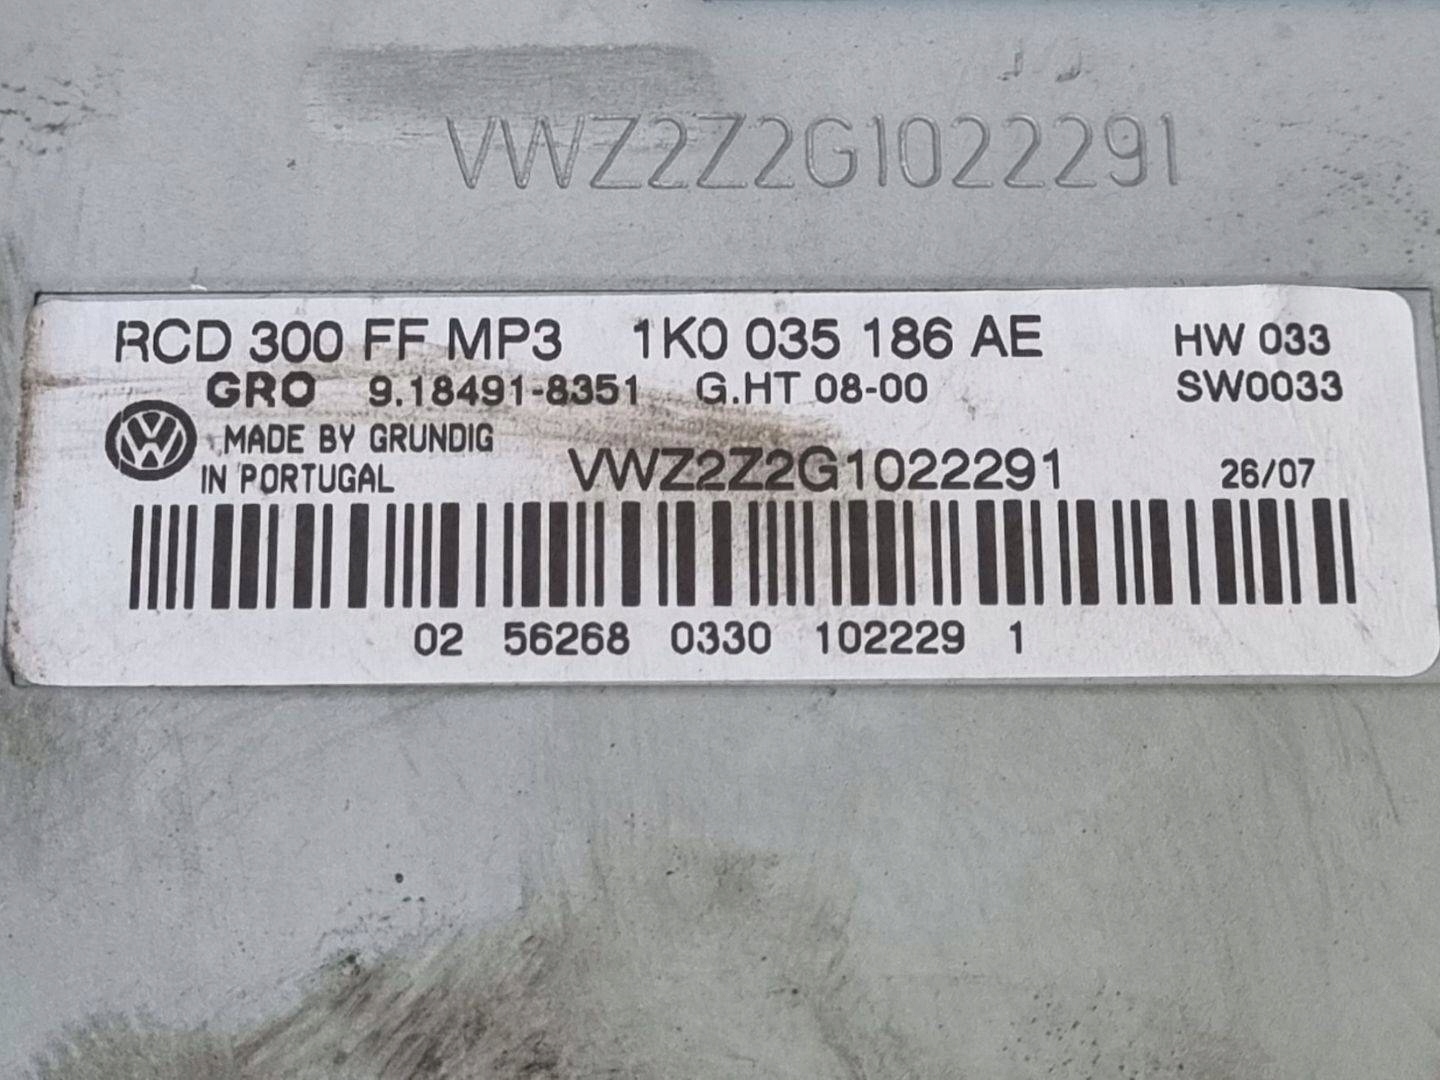 VWZ2Z2G1022291
RCD 300 FF MP3 1K0 035 186 AE HW 033
GRO 9.18491-8351 G.HT 08-00 SW0033
MADE BY GRUNDIG
IN PORTUGAL VWZ2Z2G1022291 26/07
02 56268 0330 102229 1